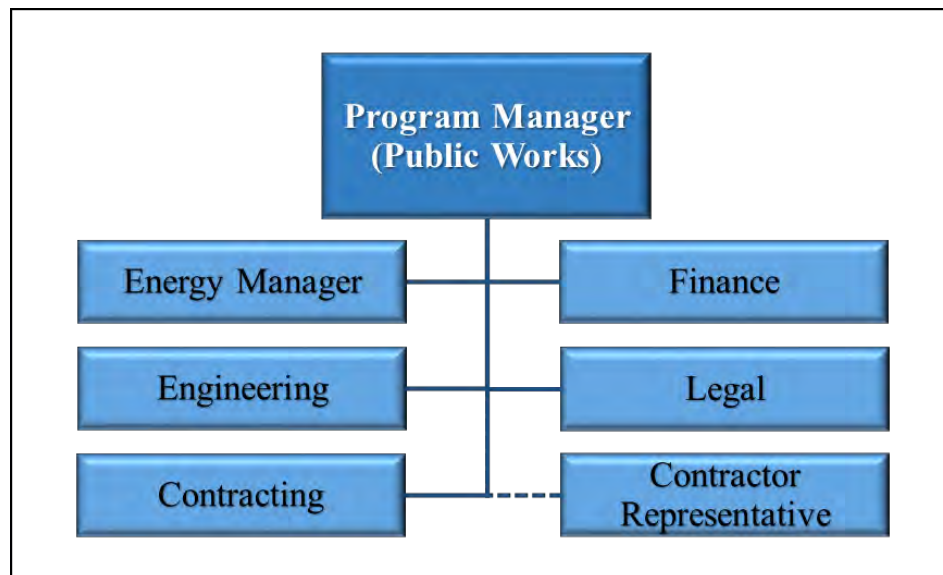 Program Manager
(Public Works)
Energy Manager
Finance
Engineering
Legal
Contracting
Contractor
Representative